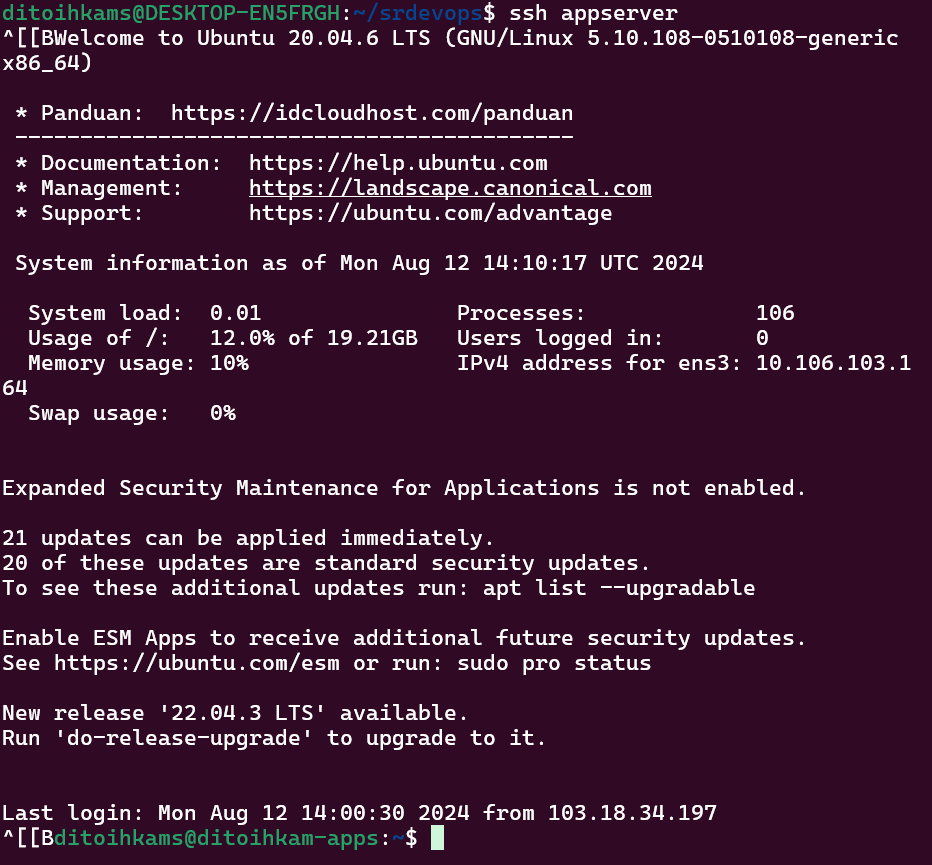 ditoihkams@DESKTOP-EN5FRGH:~/srdevops$ ssh appserver
^[[BWelcome to Ubuntu 20.04.6 LTS (GNU/Linux 5.10.108-0510108-generic
x86_64)
* Panduan:  https://idcloudhost.com/panduan
-------------------------------------------
* Documentation:  https://help.ubuntu.com
* Management:     https://landscape.canonical.com
* Support:        https://ubuntu.com/advantage
System information as of Mon Aug 12 14:10:17 UTC 2024
System load:  0.01               Processes:             106
Usage of /:   12.0% of 19.21GB   Users logged in:       0
Memory usage: 10%                IPv4 address for ens3: 10.106.103.1
64
Swap usage:   0%
Expanded Security Maintenance for Applications is not enabled.
21 updates can be applied immediately.
20 of these updates are standard security updates.
To see these additional updates run: apt list --upgradable
Enable ESM Apps to receive additional future security updates.
See https://ubuntu.com/esm or run: sudo pro status
New release '22.04.3 LTS' available.
Run 'do-release-upgrade' to upgrade to it.
Last login: Mon Aug 12 14:00:30 2024 from 103.18.34.197
^[[Bditoihkams@ditoihkam-apps:~$